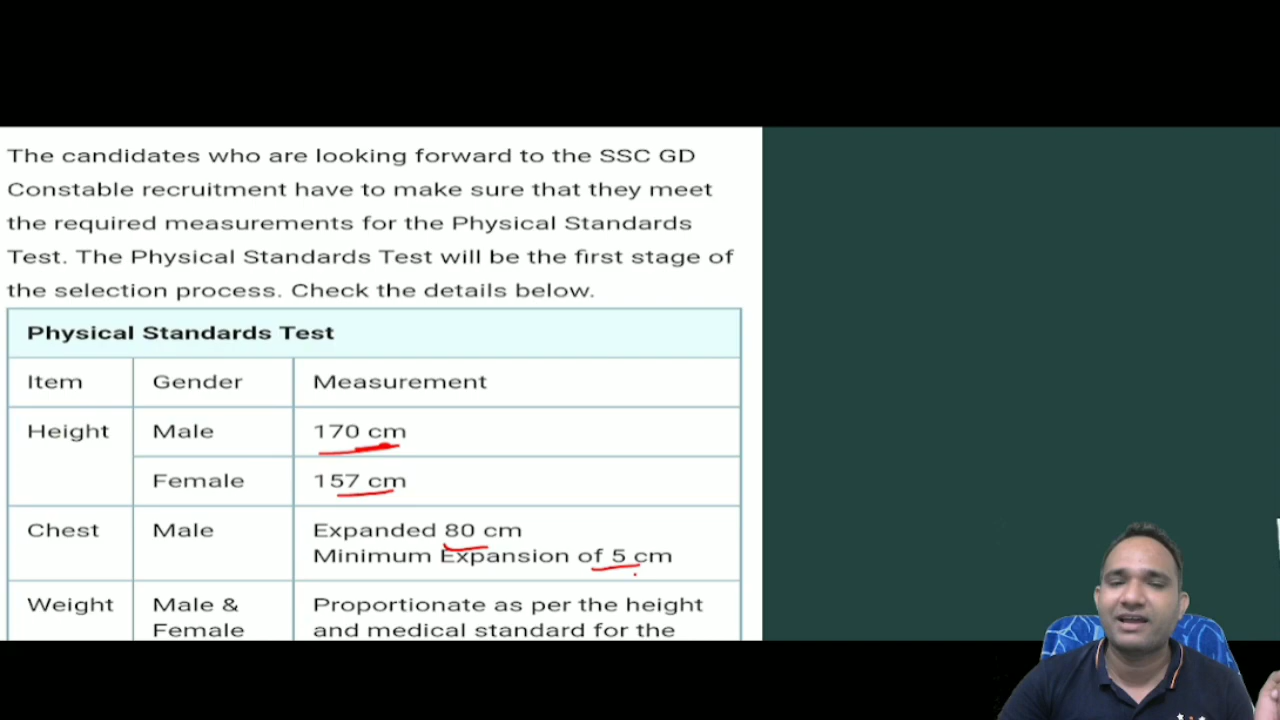 The candidates who are looking forward to the SSC GD
Constable recruitment have to make sure that they meet
the required measurements for the Physical Standards
Test. The Physical Standards Test will be the first stage of
the selection process. Check the details below.
Physical Standards Test
Item Gender Measurement
Height Male 170 cm
Female 157 cm
Chest Male Expanded 80 cm
Minimum Expansion of 5 cm
Weight Male & Proportionate as per the height
Female and medical standard for the